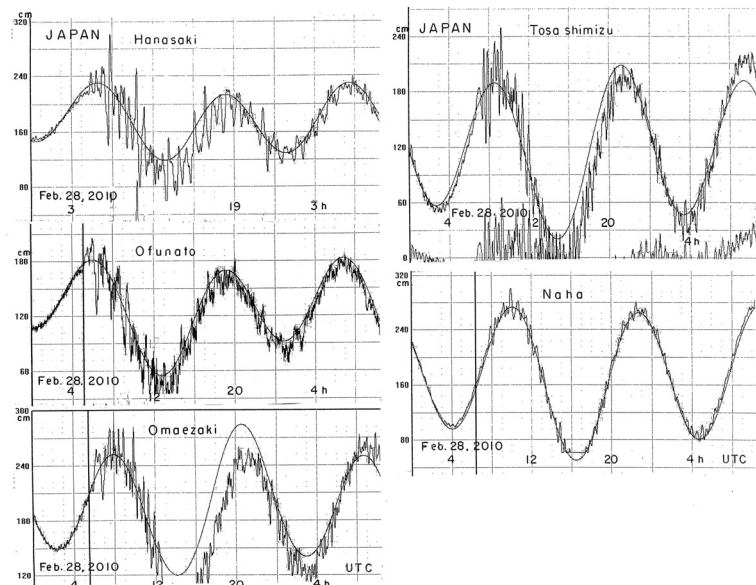 cm
320
JAPAN
Hanasaki
240
160
80
Feb. 28, 2010
3
19
3 h
cm
180
Ofunato
120
60
Feb. 28, 2010
4
12
20
4 h
300
cm
Omaezaki
240
180
120
Feb. 28, 2010
4
12
20
4 h
UTC
cm
240
JAPAN
Tosa shimizu
180
120
60
0
Feb. 28, 2010
4
12
20
4 h
320
cm
Naha
240
160
80
Feb. 28, 2010
4
12
20
4 h
UTC